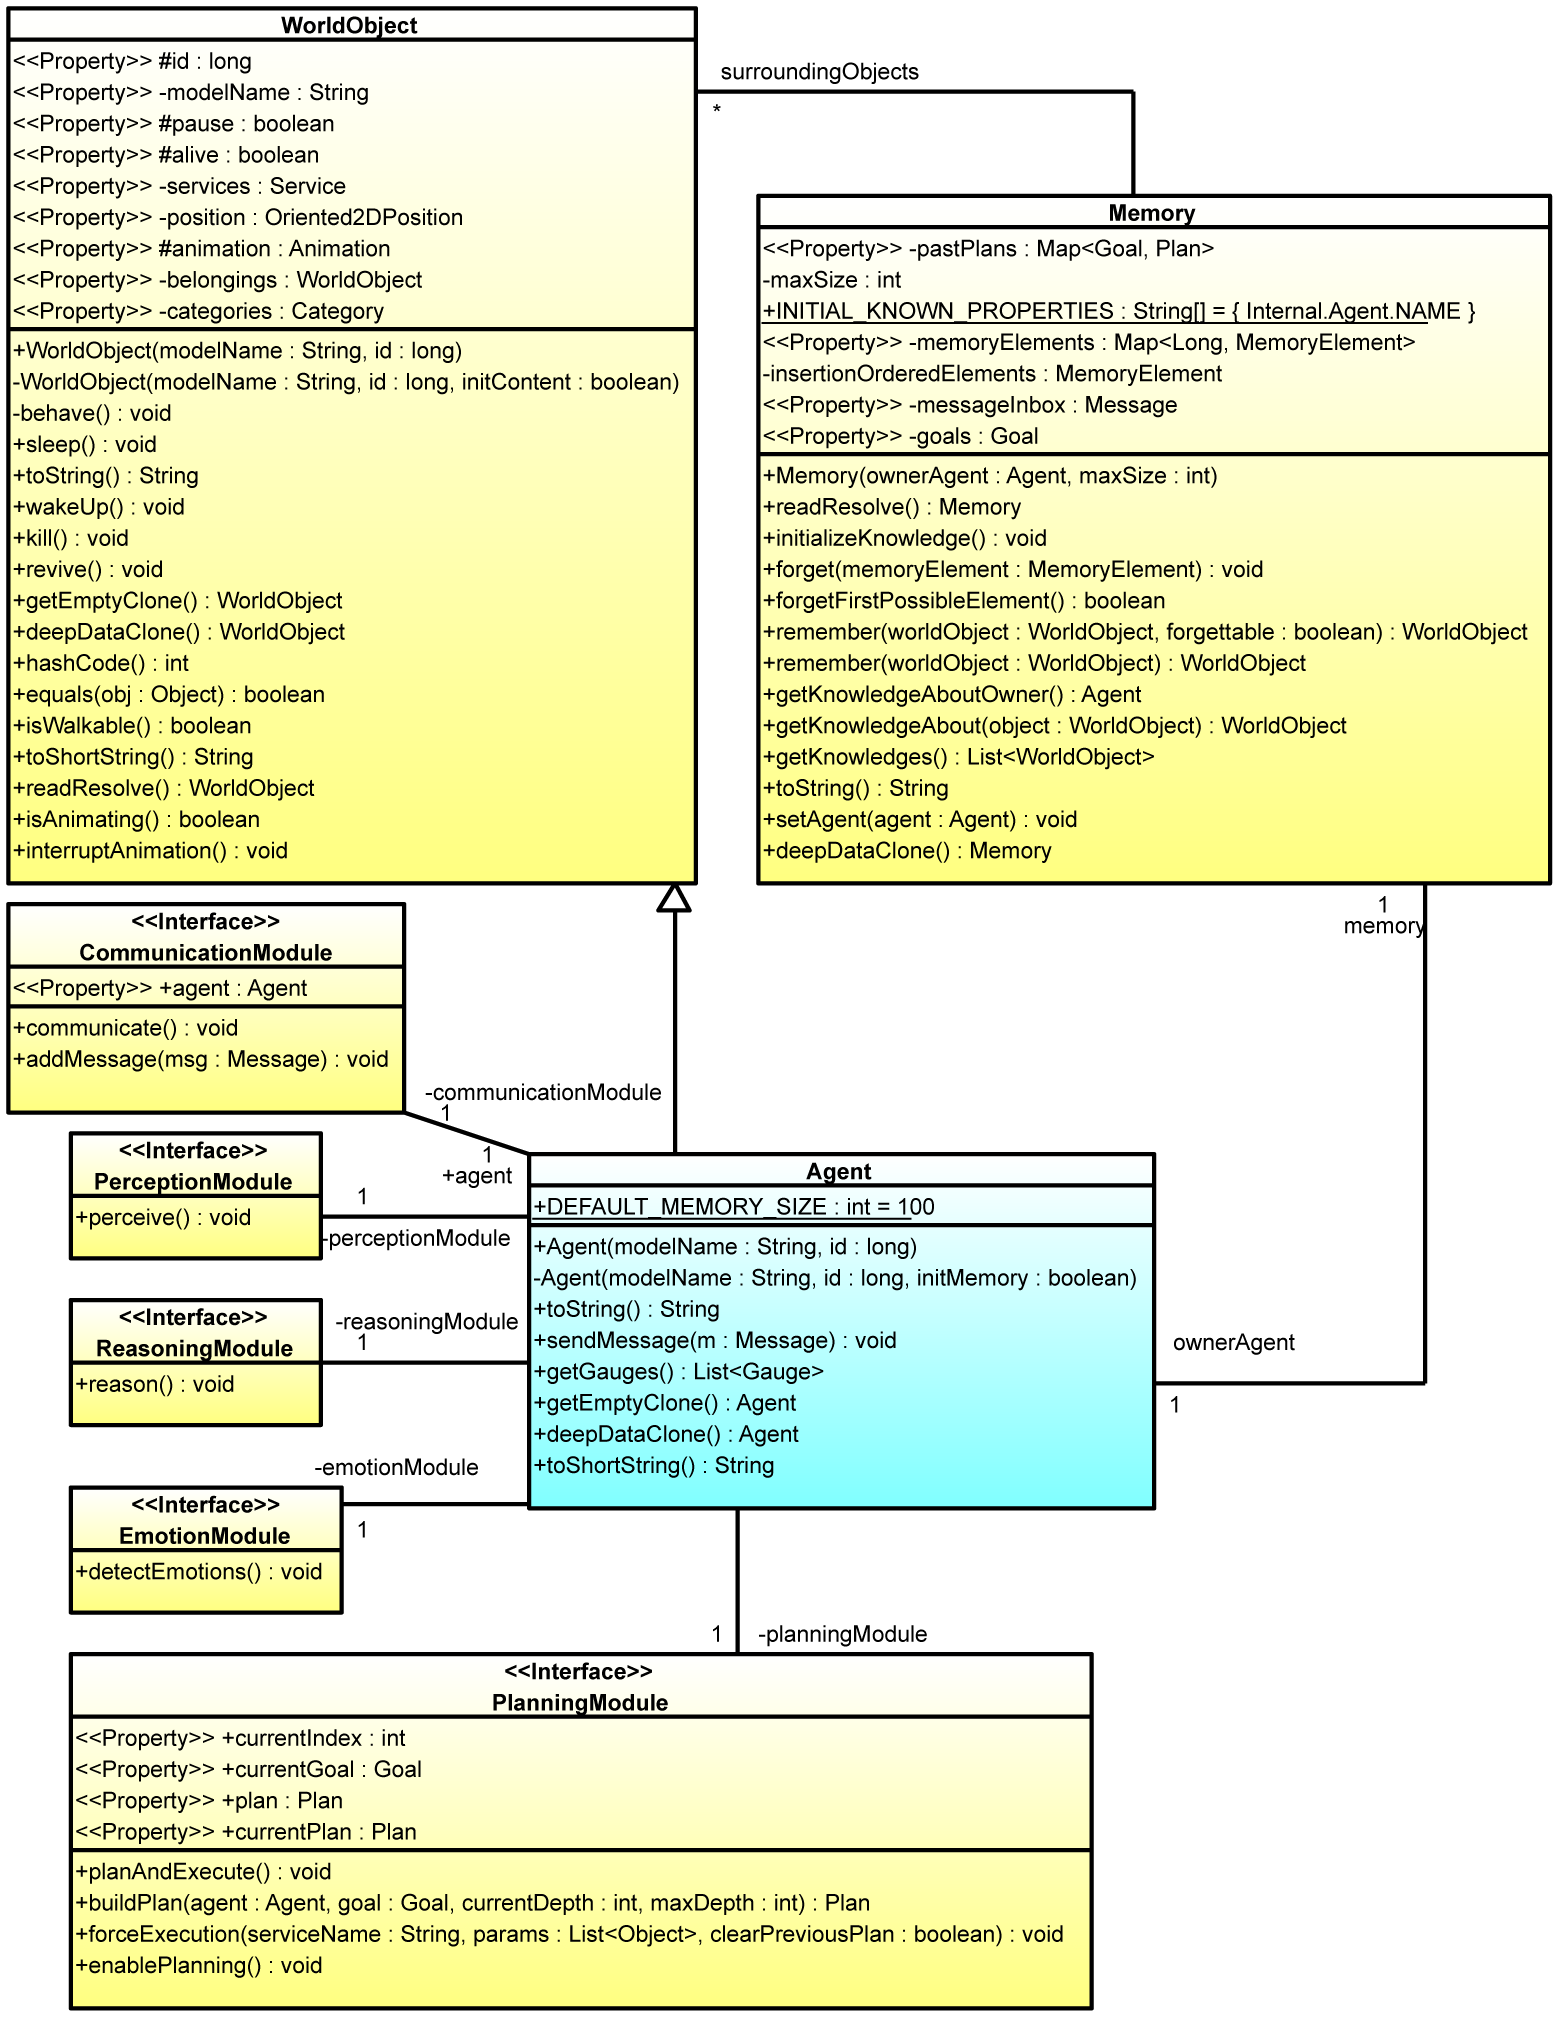 WorldObject
<<Property>> #id : long
<<Property>> -modelName : String
<<Property>> #pause : boolean
<<Property>> #alive : boolean
<<Property>> -services : Service
<<Property>> -position : Oriented2DPosition
<<Property>> #animation : Animation
<<Property>> -belongings : WorldObject
<<Property>> -categories : Category
+WorldObject(modelName : String, id : long)
-WorldObject(modelName : String, id : long, initContent : boolean)
-behave() : void
+sleep() : void
+toString() : String
+wakeUp() : void
+kill() : void
+revive() : void
+getEmptyClone() : WorldObject
+deepDataClone() : WorldObject
+hashCode() : int
+equals(obj : Object) : boolean
+isWalkable() : boolean
+toShortString() : String
+readResolve() : WorldObject
+isAnimating() : boolean
+interruptAnimation() : void
surroundingObjects
*
Memory
<<Property>> -pastPlans : Map<Goal, Plan>
-maxSize : int
+INITIAL_KNOWN_PROPERTIES : String[] = { Internal.Agent.NAME }
<<Property>> -memoryElements : Map<Long, MemoryElement>
-insertionOrderedElements : MemoryElement
<<Property>> -messageInbox : Message
<<Property>> -goals : Goal
+Memory(ownerAgent : Agent, maxSize : int)
+readResolve() : Memory
+initializeKnowledge() : void
+forget(memoryElement : MemoryElement) : void
+forgetFirstPossibleElement() : boolean
+remember(worldObject : WorldObject, forgettable : boolean) : WorldObject
+remember(worldObject : WorldObject) : WorldObject
+getKnowledgeAboutOwner() : Agent
+getKnowledgeAbout(object : WorldObject) : WorldObject
+getKnowledges() : List<WorldObject>
+toString() : String
+setAgent(agent : Agent) : void
+deepDataClone() : Memory
1
memory
<<Interface>>
CommunicationModule
<<Property>> +agent : Agent
+communicate() : void
+addMessage(msg : Message) : void
-communicationModule
1
1
+agent
<<Interface>>
PerceptionModule
+perceive() : void
1
-perceptionModule
<<Interface>>
ReasoningModule
+reason() : void
-reasoningModule
1
Agent
+DEFAULT_MEMORY_SIZE : int = 100
+Agent(modelName : String, id : long)
-Agent(modelName : String, id : long, initMemory : boolean)
+toString() : String
+sendMessage(m : Message) : void
+getGauges() : List<Gauge>
+getEmptyClone() : Agent
+deepDataClone() : Agent
+toShortString() : String
ownerAgent
1
-emotionModule
1
<<Interface>>
EmotionModule
+detectEmotions() : void
1
-planningModule
<<Interface>>
PlanningModule
<<Property>> +currentIndex : int
<<Property>> +currentGoal : Goal
<<Property>> +plan : Plan
<<Property>> +currentPlan : Plan
+planAndExecute() : void
+buildPlan(agent : Agent, goal : Goal, currentDepth : int, maxDepth : int) : Plan
+forceExecution(serviceName : String, params : List<Object>, clearPreviousPlan : boolean) : void
+enablePlanning() : void